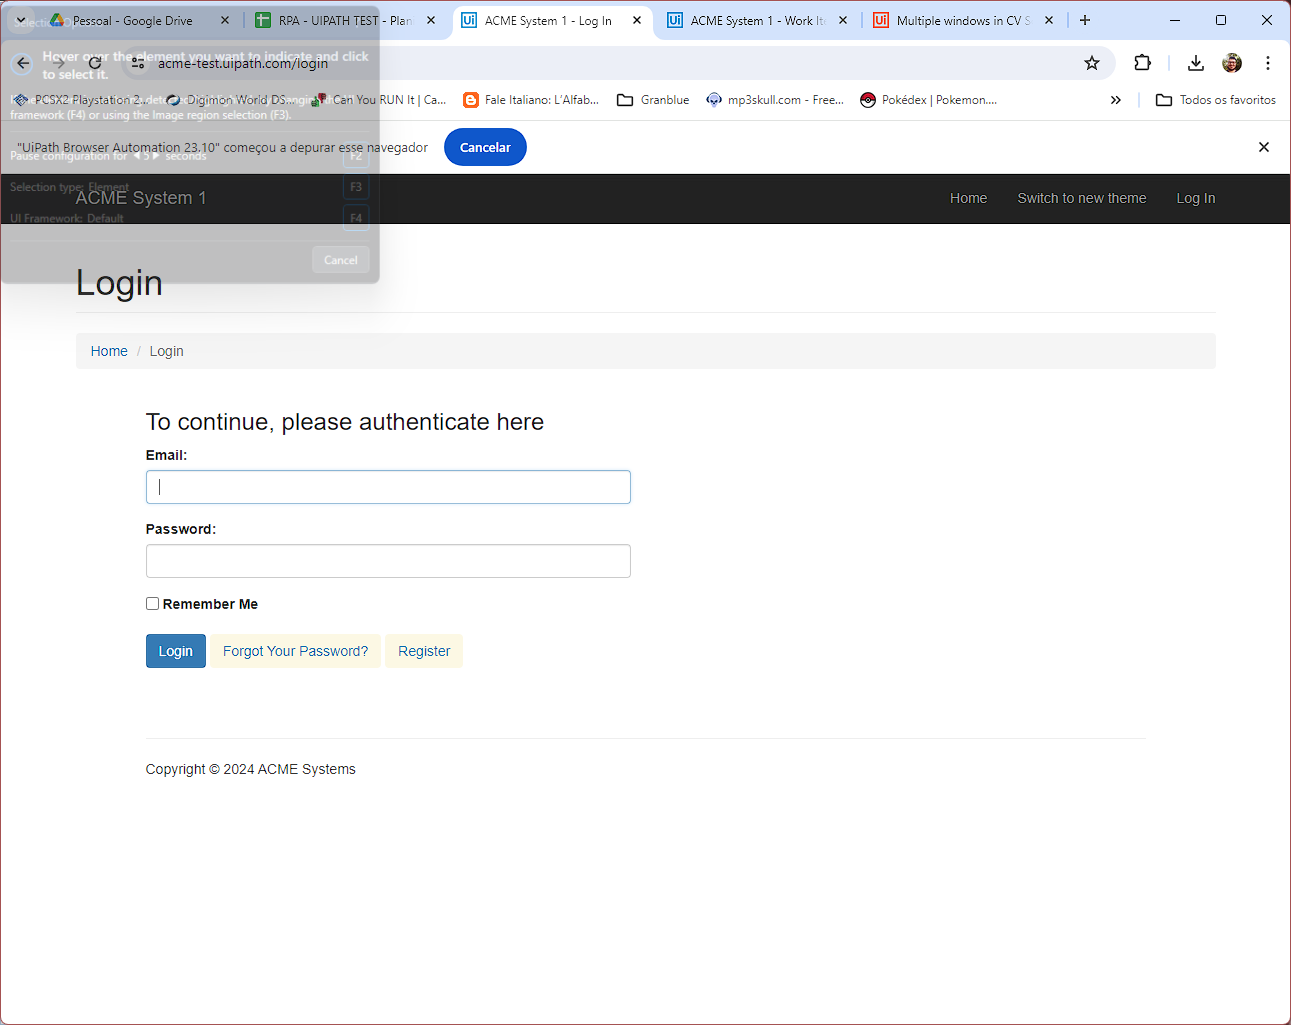 Pessoal - Google Drive
RPA - UIPATH TEST - Plan
ACME System 1 - Log In
ACME System 1 - Work Ite
Multiple windows in CV S
Hover over the element you want to indicate and click
to select it.
acme-test.uipath.com/login
PCSX2 Playstation 2...
Digimon World DS...
Can You RUN It | Ca...
Fale Italiano: L'Alfab...
Granblue
mp3skull.com - Free...
Pokédex | Pokemon....
Todos os favoritos
framework (F4) or using the Image region selection (F3).
"UiPath Browser Automation 23.10" começou a depurar esse navegador
Cancelar
Pause configuration for 5 seconds
F2
Selection type: Element
F3
ACME System 1
Home
Switch to new theme
Log In
UI Framework: Default
F4
Cancel
Login
Home / Login
To continue, please authenticate here
Email:
Password:
Remember Me
Login
Forgot Your Password?
Register
Copyright © 2024 ACME Systems